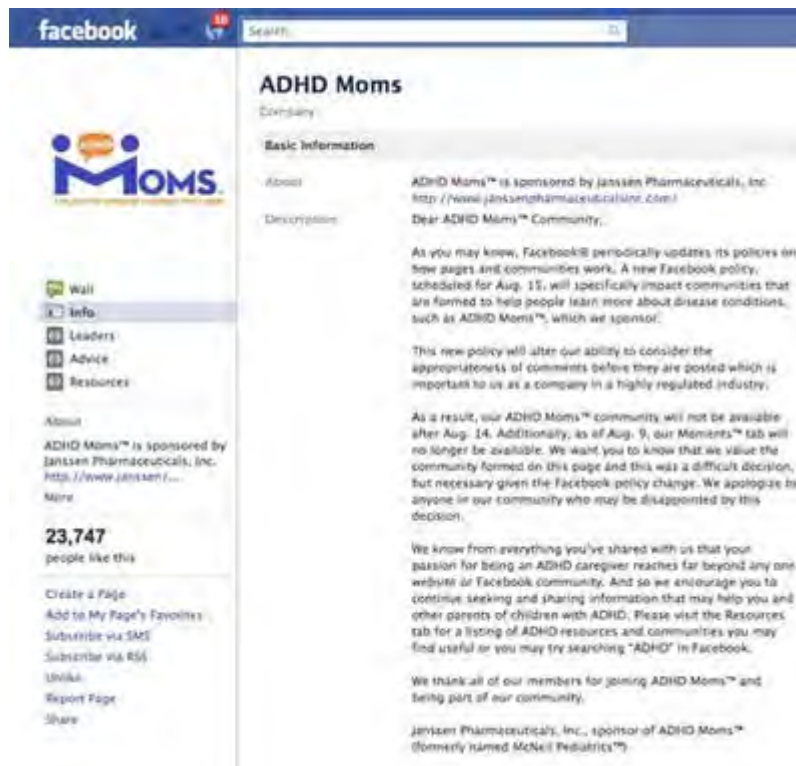 facebook
10
Search
ADHD Moms
Company
Basic Information
ADHD
MOMS
About
ADHD Moms™ is sponsored by Janssen Pharmaceuticals, Inc
http://www.janssenpharmaceuticalsinc.com/
Description
Dear ADHD Moms™ Community,
As you may know, Facebook® periodically updates its policies on
how pages and communities work. A new Facebook policy,
scheduled for Aug. 15, will specifically impact communities that
are formed to help people learn more about disease conditions,
such as ADHD Moms™, which we sponsor.
This new policy will alter our ability to consider the
appropriateness of comments before they are posted which is
important to us as a company in a highly regulated industry.
As a result, our ADHD Moms™ community will not be available
after Aug. 14. Additionally, as of Aug. 9, our Moments™ tab will
no longer be available. We want you to know that we value the
community formed on this page and this was a difficult decision,
but necessary given the Facebook policy change. We apologize to
anyone in our community who may be disappointed by this
decision.
We know from everything you've shared with us that your
passion for being an ADHD caregiver reaches far beyond any one
website or Facebook community. And so we encourage you to
continue seeking and sharing information that may help you and
other parents of children with ADHD. Please visit the Resources
tab for a listing of ADHD resources and communities you may
find useful or you may try searching "ADHD" in Facebook.
We thank all of our members for joining ADHD Moms™ and
being part of our community.
Janssen Pharmaceuticals, Inc., sponsor of ADHD Moms™
(formerly named McNeil Pediatrics™)
Wall
Info
Leaders
Advice
Resources
About
ADHD Moms™ is sponsored by
Janssen Pharmaceuticals, Inc.
http://www.janssen/...
More
23,747
people like this
Create a Page
Add to My Page's Favorites
Subscribe via SMS
Subscribe via RSS
Unlike
Report Page
Share